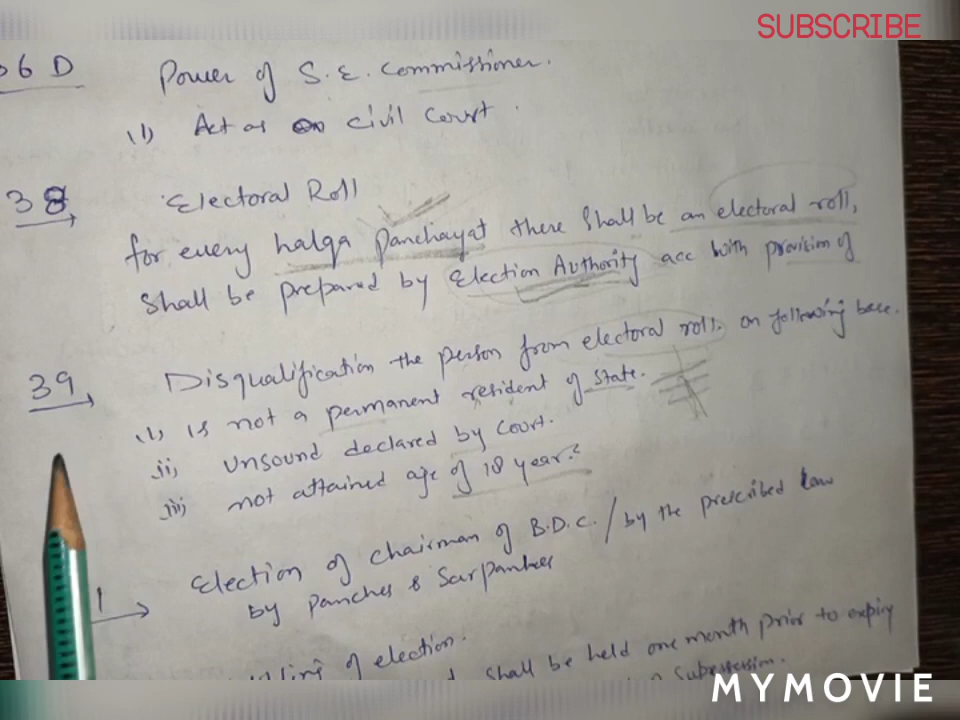 SUBSCRIBE
36 D Power of S.E. Commissioner.
(1) Act as civil court.
38 Electoral Roll
for every halqa panchayat there shall be an electoral roll,
shall be prepared by Election Authority acc with provision of
39 Disqualification the person from electoral roll. on following base.
(i) is not a permanent resident of state.
(ii) Unsound declared by court.
(iii) not attained age of 18 year.
1 Election of chairman of B.D.C. / by the prescribed law
by panches & Sarpanches
of election.
shall be held one month prior to expiry
MYMOVIE